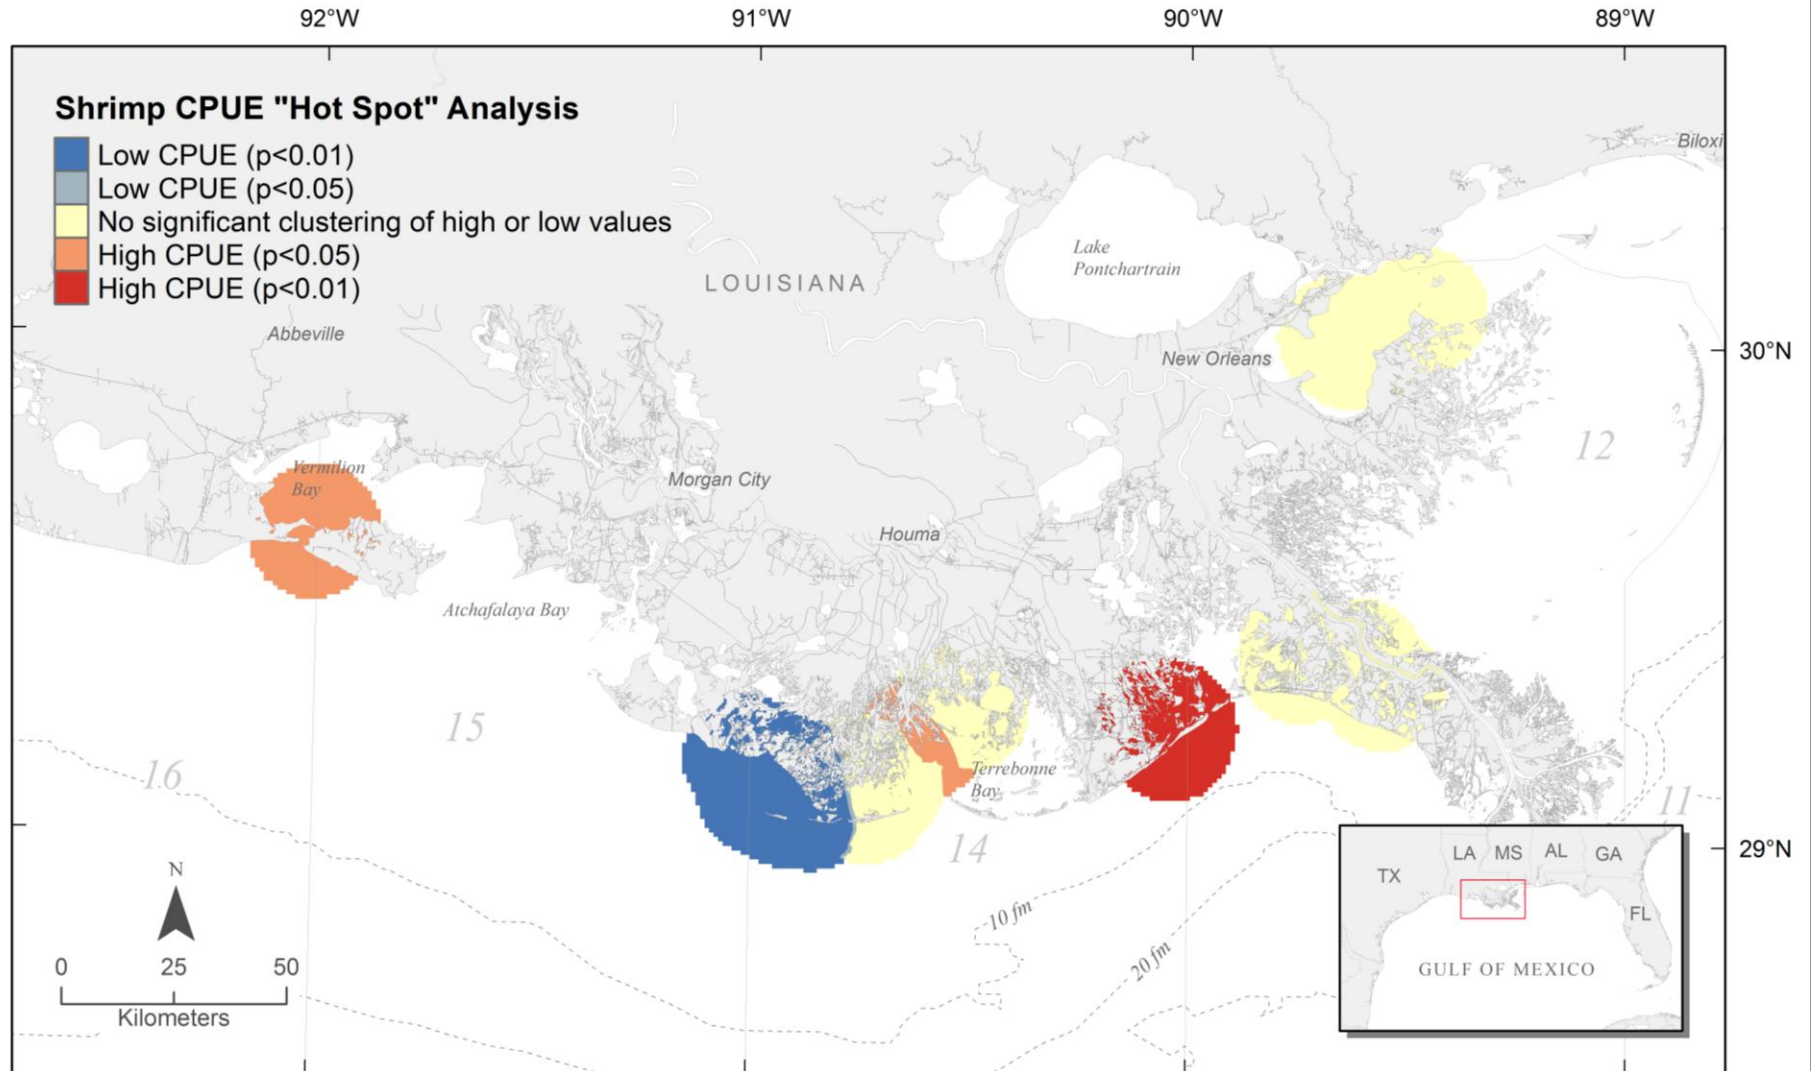 92°W
91°W
90°W
89°W
Shrimp CPUE "Hot Spot" Analysis
Low CPUE (p<0.01)
Low CPUE (p<0.05)
No significant clustering of high or low values
High CPUE (p<0.05)
High CPUE (p<0.01)
Biloxi
Lake
Pontchartrain
LOUISIANA
Abbeville
New Orleans
30°N
12
Vermilion
Bay
Morgan City
Houma
Atchafalaya Bay
15
16
Terrebonne
Bay
14
11
29°N
10 fm
20 fm
N
0 25 50
Kilometers
TX
LA
MS
AL
GA
FL
GULF OF MEXICO